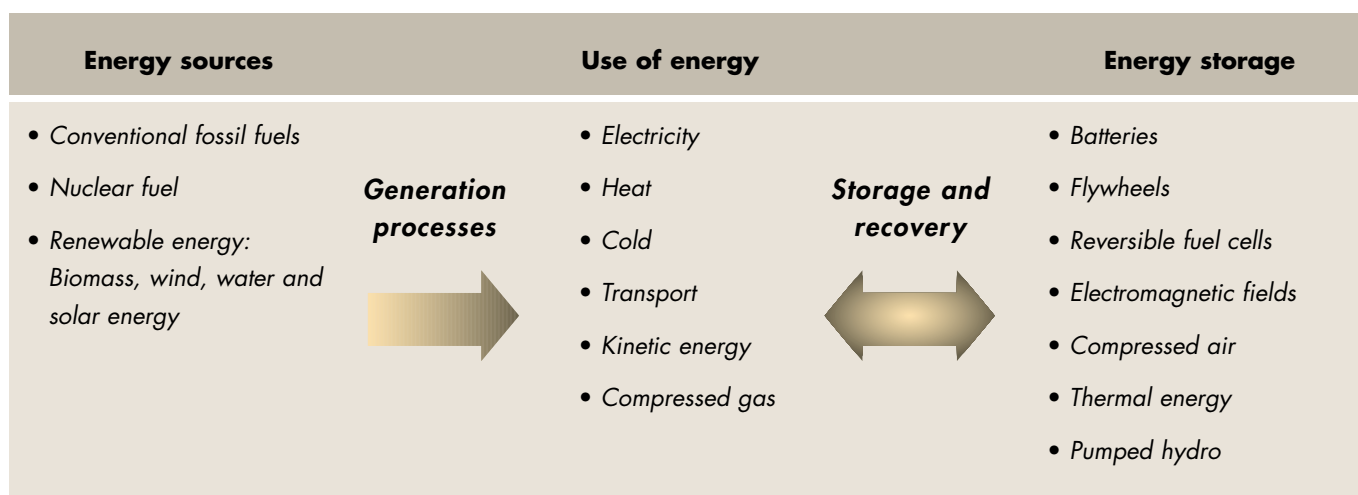 Energy sources
Use of energy
Energy storage
• Conventional fossil fuels
• Nuclear fuel
• Renewable energy:
Biomass, wind, water and
solar energy
Generation
processes
• Electricity
• Heat
• Cold
• Transport
• Kinetic energy
• Compressed gas
Storage and
recovery
• Batteries
• Flywheels
• Reversible fuel cells
• Electromagnetic fields
• Compressed air
• Thermal energy
• Pumped hydro